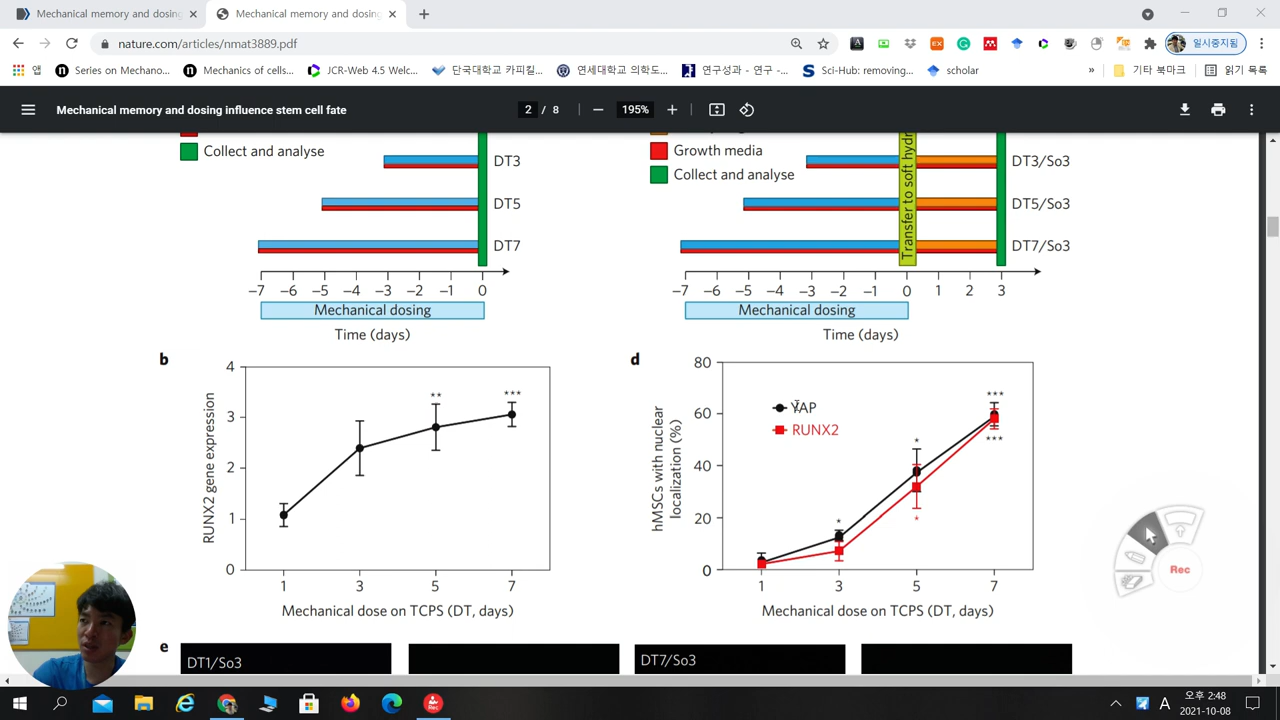 Mechanical memory and dosing
Mechanical memory and dosing
nature.com/articles/nmat3889.pdf
일시중지됨
앱
Series on Mechano...
Mechanics of cells...
JCR-Web 4.5 Welc...
단국대학교 카피킬...
연세대학교 의학도...
연구성과 - 연구 -...
Sci-Hub: removing...
scholar
»
기타 북마크
읽기 목록
Mechanical memory and dosing influence stem cell fate
2 / 8
195%
Collect and analyse
DT3
DT5
DT7
−7 −6 −5 −4 −3 −2 −1 0
Mechanical dosing
Time (days)
Growth media
Collect and analyse
Transfer to soft hydr
DT3/So3
DT5/So3
DT7/So3
−7 −6 −5 −4 −3 −2 −1 0 1 2 3
Mechanical dosing
Time (days)
b
RUNX2 gene expression
4
3
2
1
0
** ***
1 3 5 7
Mechanical dose on TCPS (DT, days)
d
hMSCs with nuclear
localization (%)
80
60
40
20
0
YAP
RUNX2
* * ***
* ***
1 3 5 7
Mechanical dose on TCPS (DT, days)
e
DT1/So3
DT7/So3
Rec
A
오후 2:48
2021-10-08